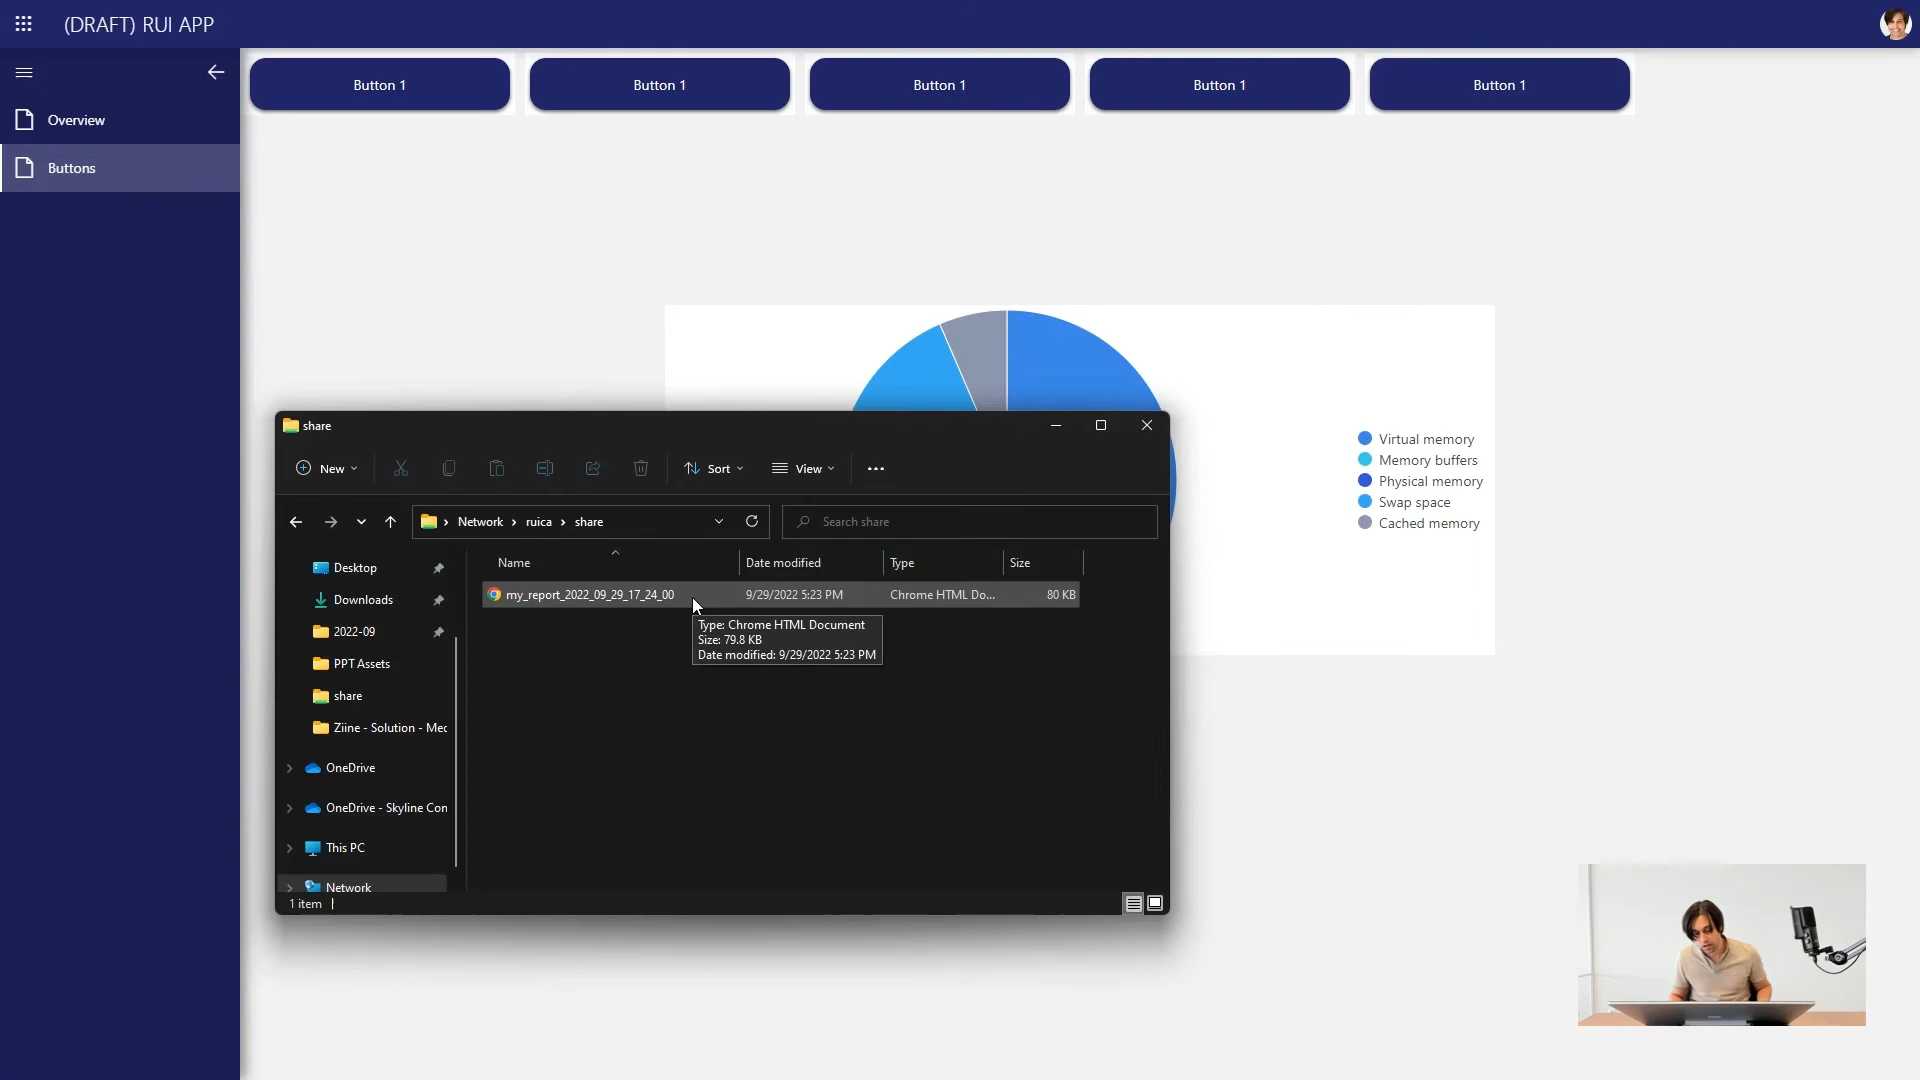 (DRAFT) RUI APP
Overview
Buttons
Button 1
Button 1
Button 1
Button 1
Button 1
Virtual memory
Memory buffers
Physical memory
Swap space
Cached memory
share
New
Sort
View
Network > ruica > share
Search share
Desktop
Downloads
2022-09
PPT Assets
share
Ziine - Solution - Mec
OneDrive
OneDrive - Skyline Con
This PC
Network
Name Date modified Type Size
my_report_2022_09_29_17_24_00 9/29/2022 5:23 PM Chrome HTML Do... 80 KB
Type: Chrome HTML Document
Size: 79.8 KB
Date modified: 9/29/2022 5:23 PM
1 item